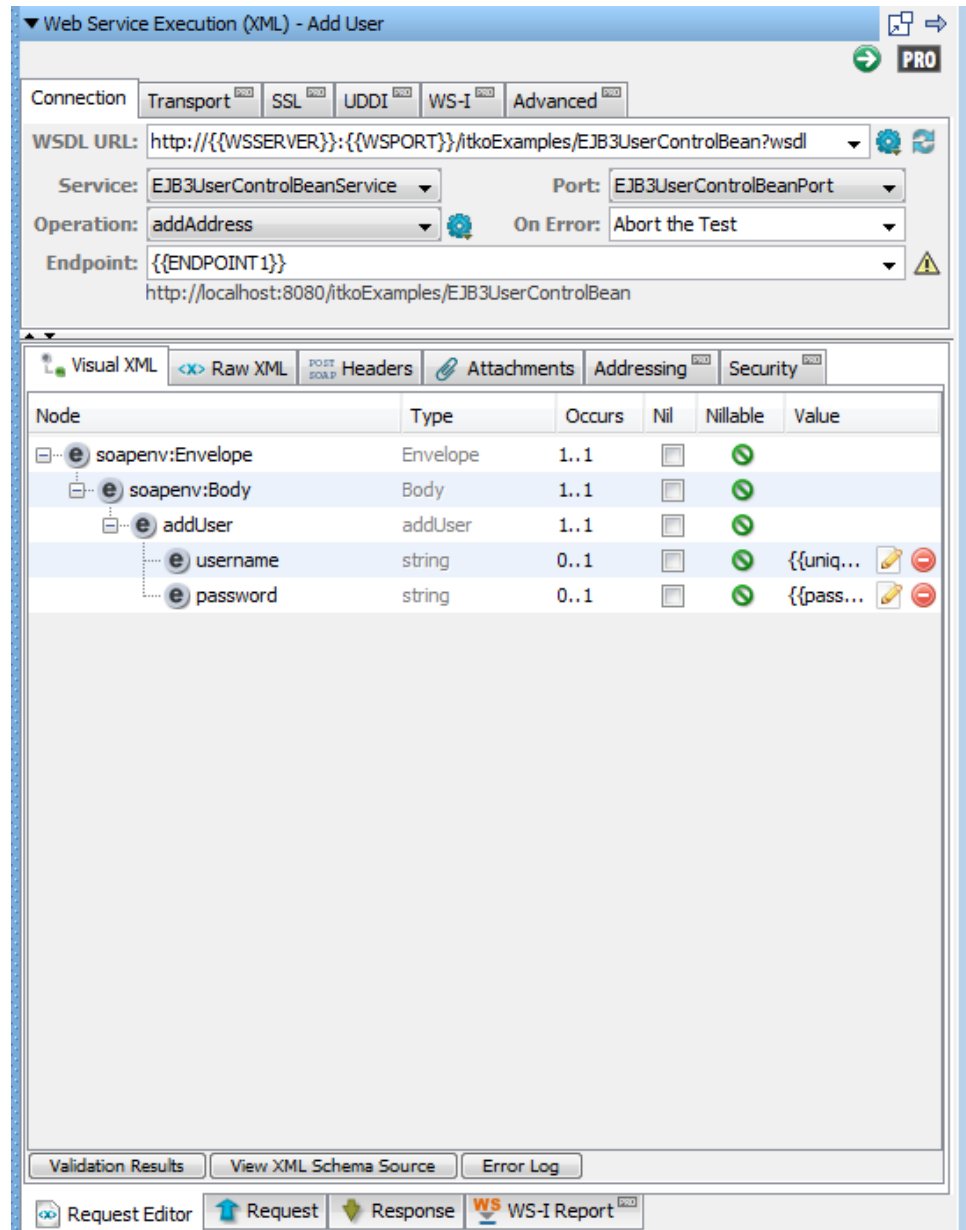 Web Service Execution (XML) - Add User
PRO
Connection Transport PRO SSL PRO UDDI PRO WS-I PRO Advanced PRO
WSDL URL: http://{{WSSERVER}}:{{WSPORT}}/itkoExamples/EJB3UserControlBean?wsdl
Service: EJB3UserControlBeanService Port: EJB3UserControlBeanPort
Operation: addAddress On Error: Abort the Test
Endpoint: {{ENDPOINT1}}
http://localhost:8080/itkoExamples/EJB3UserControlBean
Visual XML <x> Raw XML POST SOAP Headers Attachments Addressing PRO Security PRO
Node Type Occurs Nil Nillable Value
e soapenv:Envelope Envelope 1..1
e soapenv:Body Body 1..1
e addUser addUser 1..1
e username string 0..1 {{uniq...
e password string 0..1 {{pass...
Validation Results View XML Schema Source Error Log
<x> Request Editor Request Response WS WS-I Report PRO